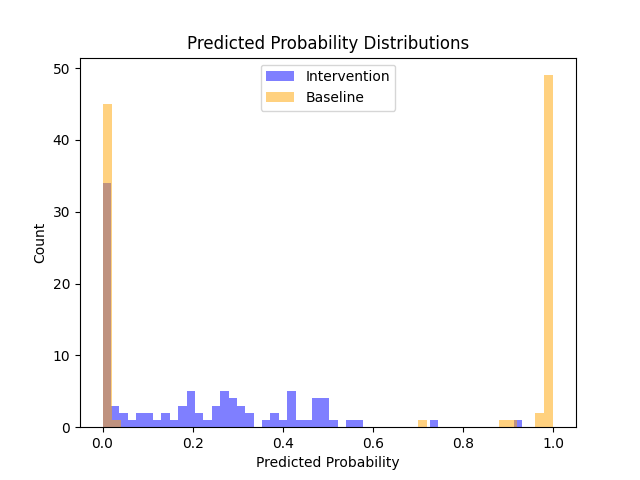 Predicted Probability Distributions
Intervention
Baseline
50
40
30
20
10
0
Count
0.0 0.2 0.4 0.6 0.8 1.0
Predicted Probability